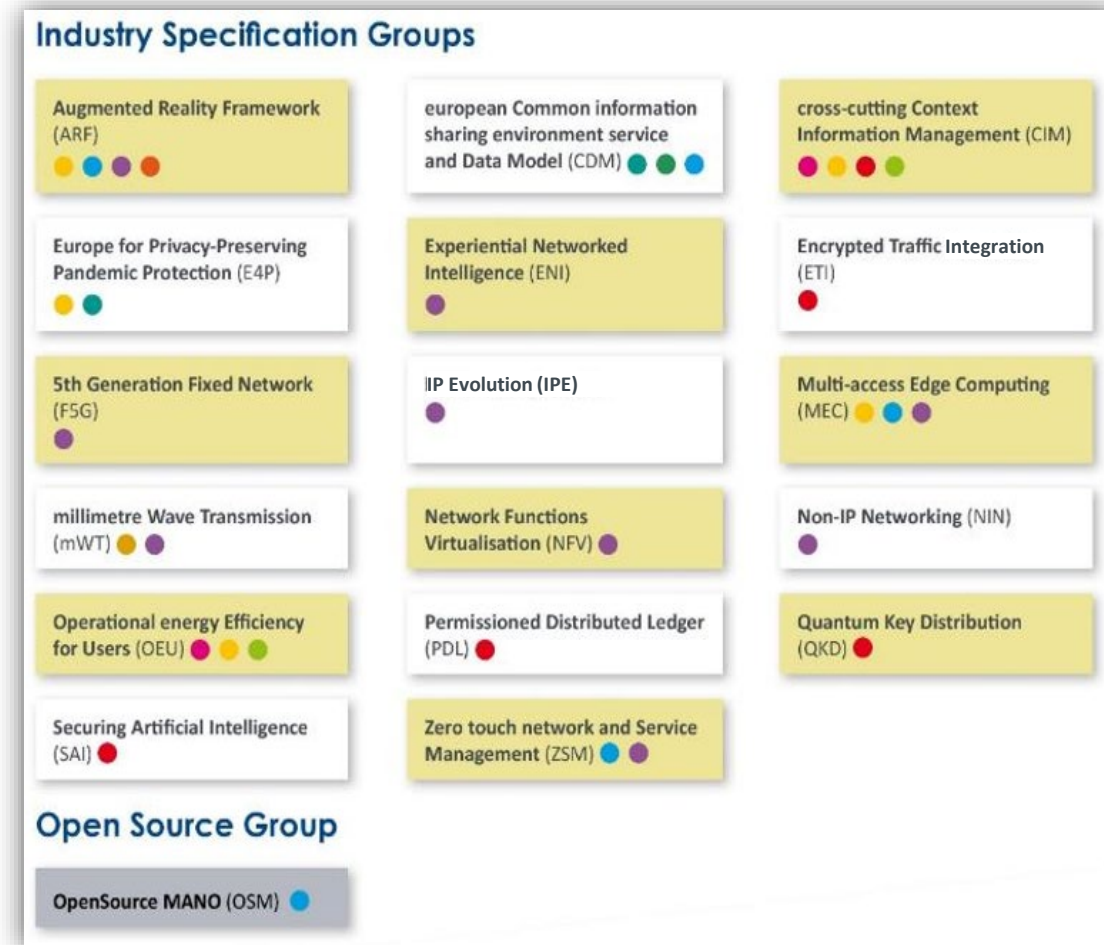 Industry Specification Groups
Augmented Reality Framework
(ARF)
european Common information
sharing environment service
and Data Model (CDM)
cross-cutting Context
Information Management (CIM)
Europe for Privacy-Preserving
Pandemic Protection (E4P)
Experiential Networked
Intelligence (ENI)
Encrypted Traffic Integration
(ETI)
5th Generation Fixed Network
(F5G)
IP Evolution (IPE)
Multi-access Edge Computing
(MEC)
millimetre Wave Transmission
(mWT)
Network Functions
Virtualisation (NFV)
Non-IP Networking (NIN)
Operational energy Efficiency
for Users (OEU)
Permissioned Distributed Ledger
(PDL)
Quantum Key Distribution
(QKD)
Securing Artificial Intelligence
(SAI)
Zero touch network and Service
Management (ZSM)
Open Source Group
OpenSource MANO (OSM)